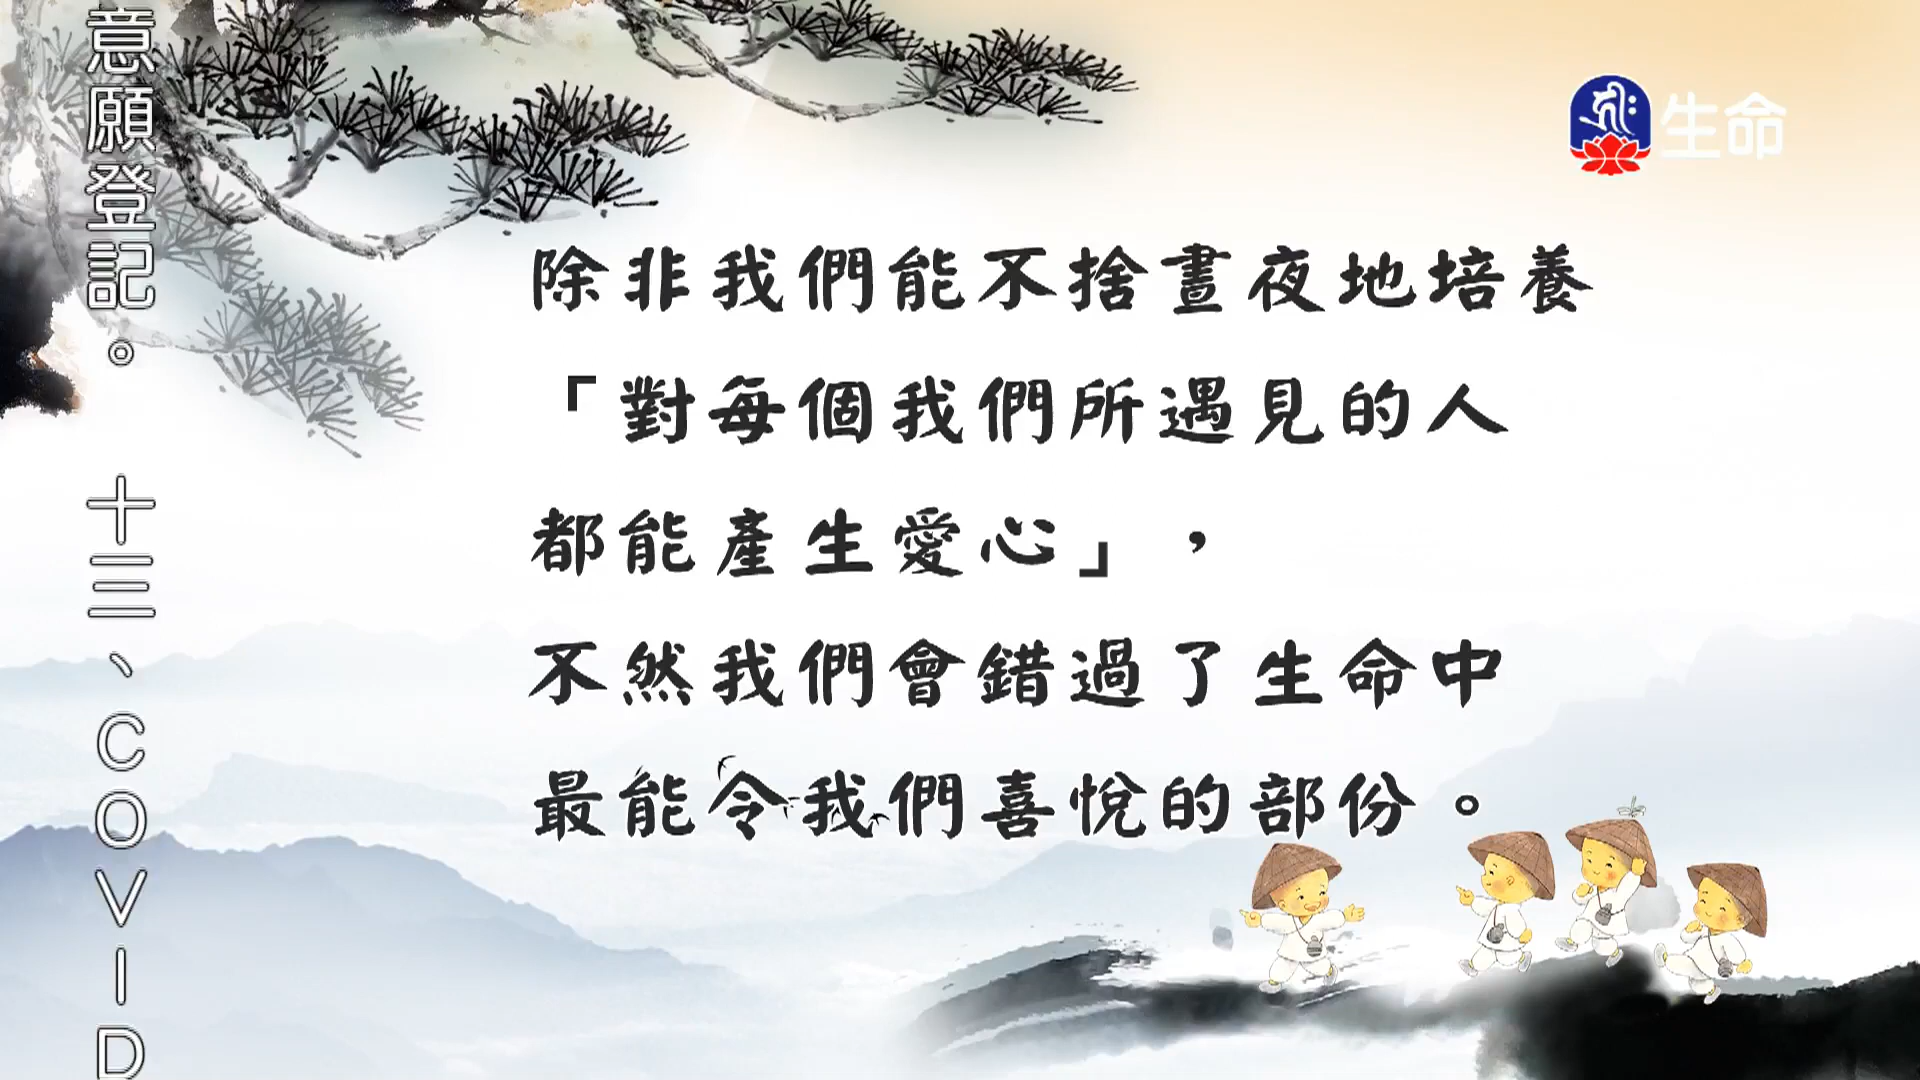 意願登記。 十三、COVID
生命
除非我們能不捨晝夜地培養
「對每個我們所遇見的人
都能產生愛心」，
不然我們會錯過了生命中
最能令我們喜悅的部份。